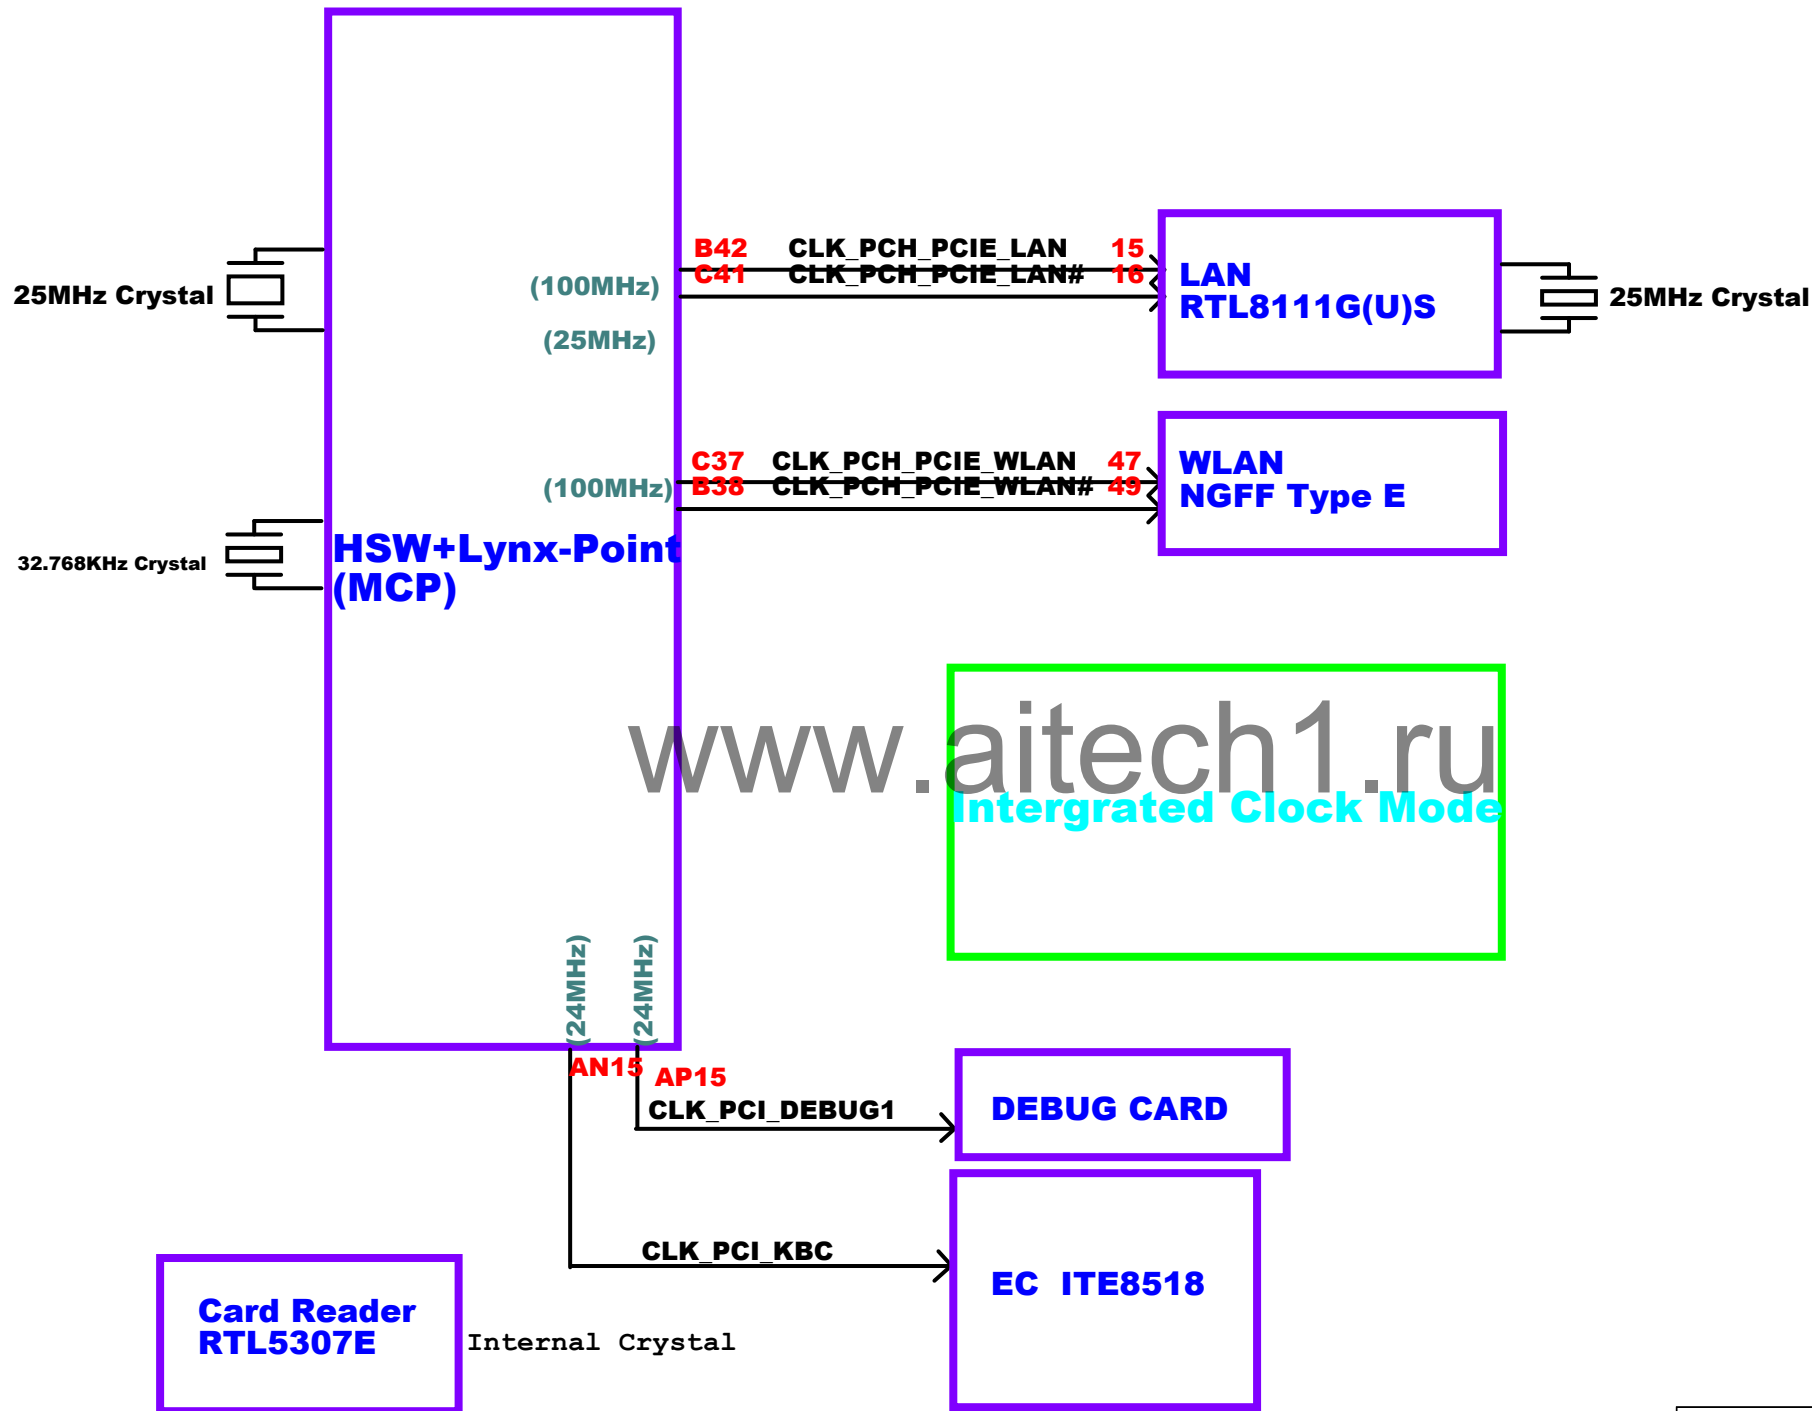 B42 CLK_PCH_PCIE_LAN 15
C41 CLK_PCH_PCIE_LAN# 16
LAN
RTL8111G(U)S
25MHz Crystal
(100MHz)
25MHz Crystal
(25MHz)
C37 CLK_PCH_PCIE_WLAN 47
(100MHz) B38 CLK_PCH_PCIE_WLAN# 49
WLAN
NGFF Type E
32.768KHz Crystal
HSW+Lynx-Point
(MCP)
www.aitech1.ru
Intergrated Clock Mode
(24MHz)
(24MHz)
AN15
AP15
CLK_PCI_DEBUG1
DEBUG CARD
CLK_PCI_KBC
EC ITE8518
Card Reader
RTL5307E
Internal Crystal